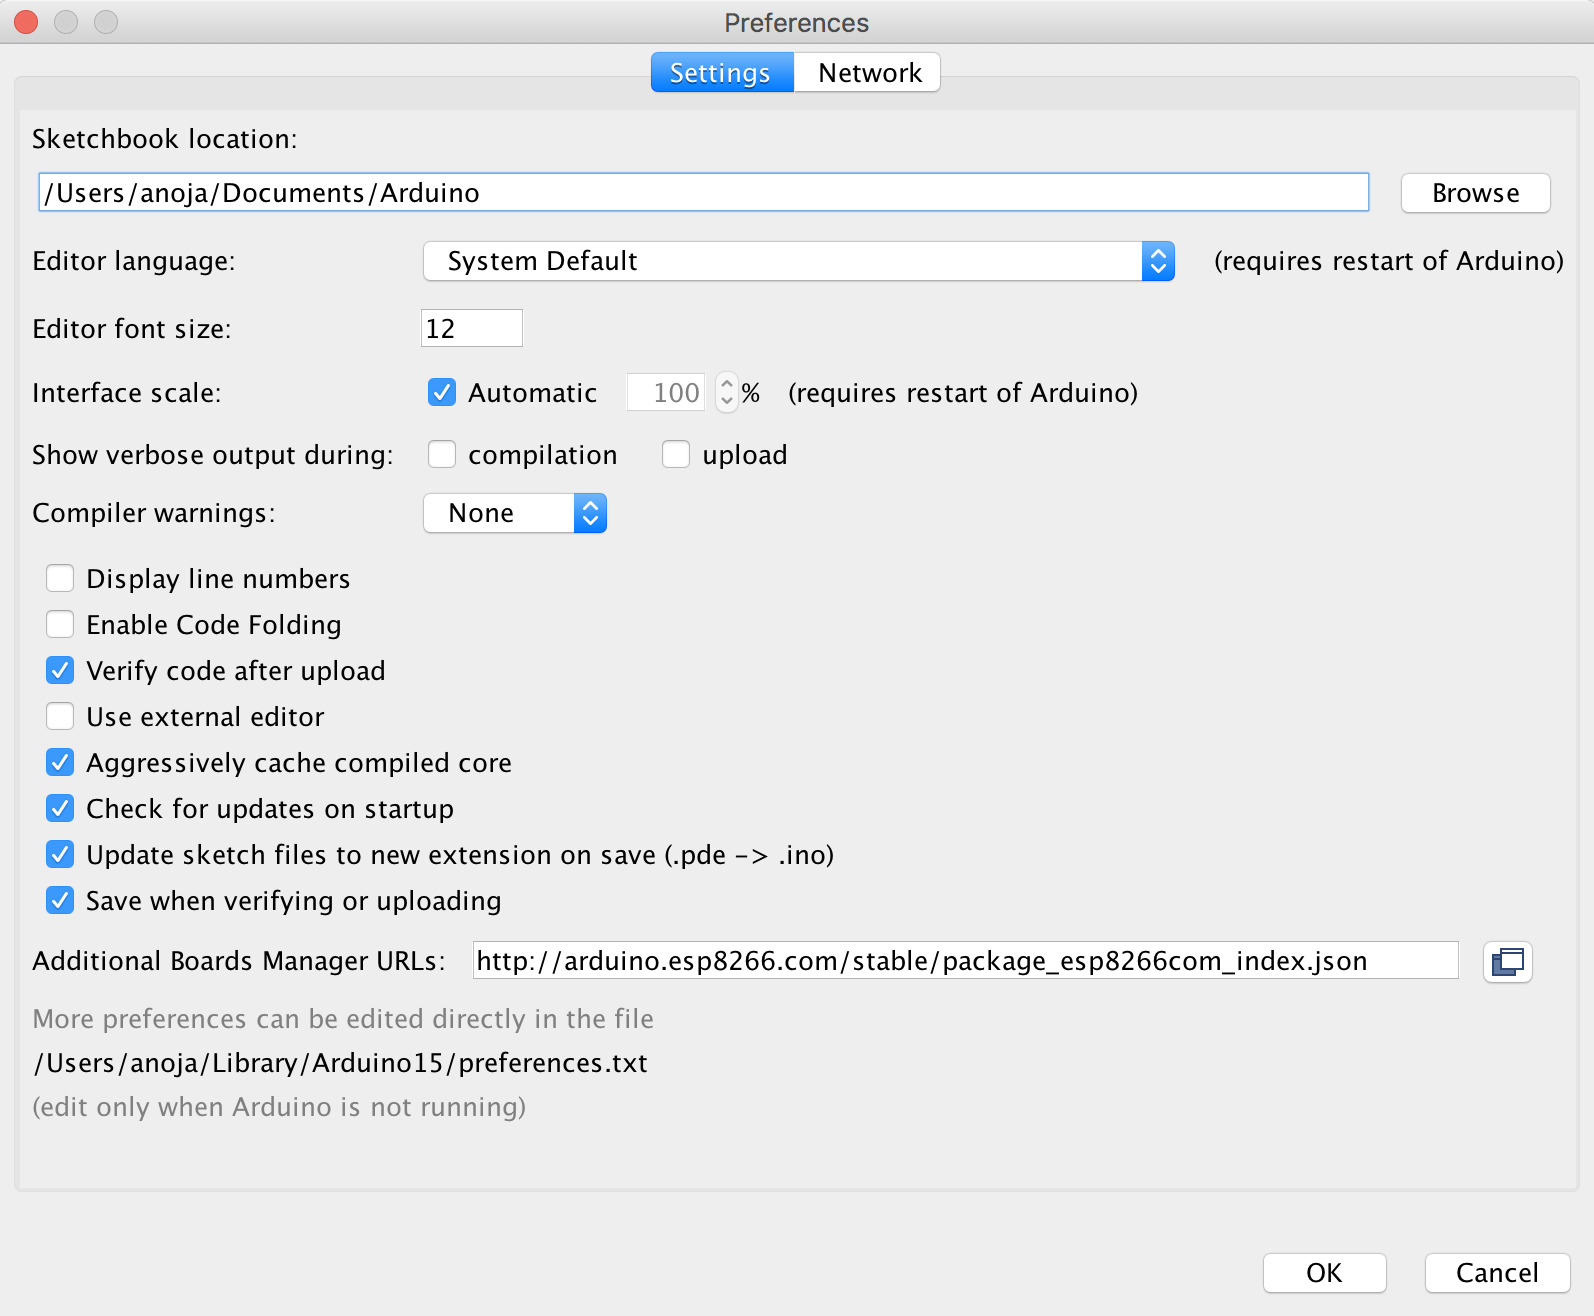 Preferences
Settings Network
Sketchbook location:
/Users/anoja/Documents/Arduino Browse
Editor language: System Default (requires restart of Arduino)
Editor font size: 12
Interface scale: Automatic 100 % (requires restart of Arduino)
Show verbose output during: compilation upload
Compiler warnings: None
Display line numbers
Enable Code Folding
Verify code after upload
Use external editor
Aggressively cache compiled core
Check for updates on startup
Update sketch files to new extension on save (.pde -> .ino)
Save when verifying or uploading
Additional Boards Manager URLs: http://arduino.esp8266.com/stable/package_esp8266com_index.json
More preferences can be edited directly in the file
/Users/anoja/Library/Arduino15/preferences.txt
(edit only when Arduino is not running)
OK Cancel